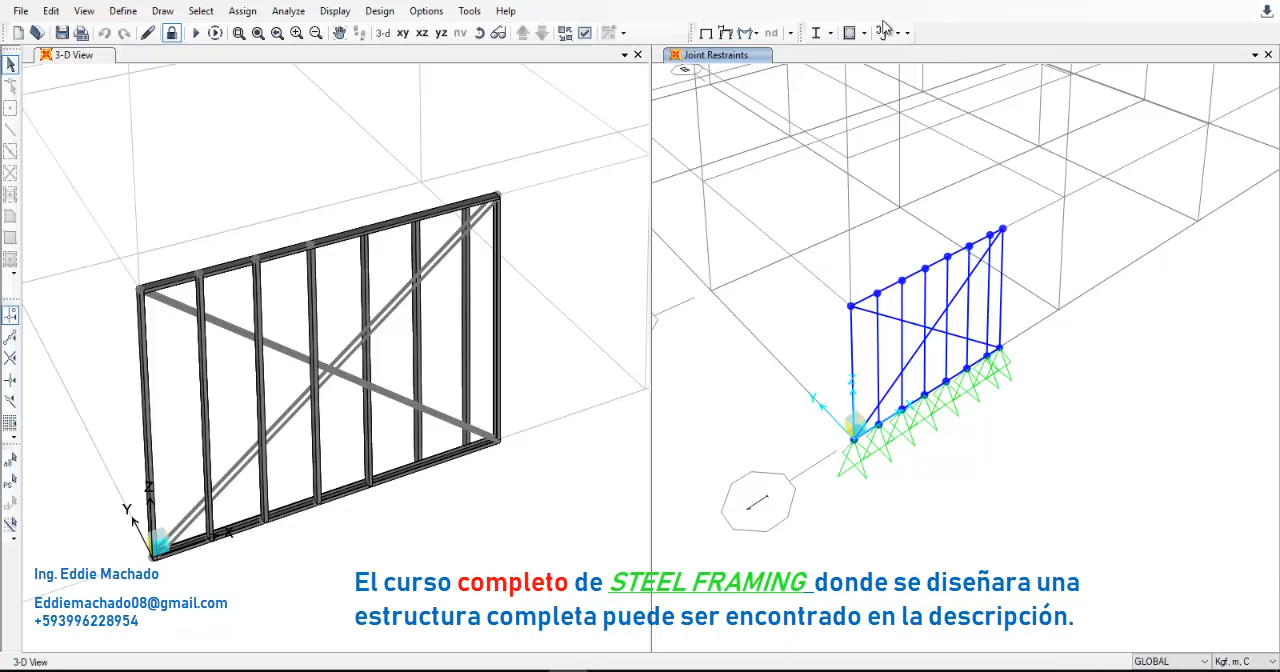 File Edit View Define Draw Select Assign Analyze Display Design Options Tools Help
3-d xy xz yz nv nd
3-D View
Joint Restraints
Z
Y
X
Z
Y
X
PS
clr
Ing. Eddie Machado
Eddiemachado08@gmail.com
+593996228954
El curso completo de STEEL FRAMING donde se diseñara una
estructura completa puede ser encontrado en la descripción.
3-D View
GLOBAL
Kgf, m, C